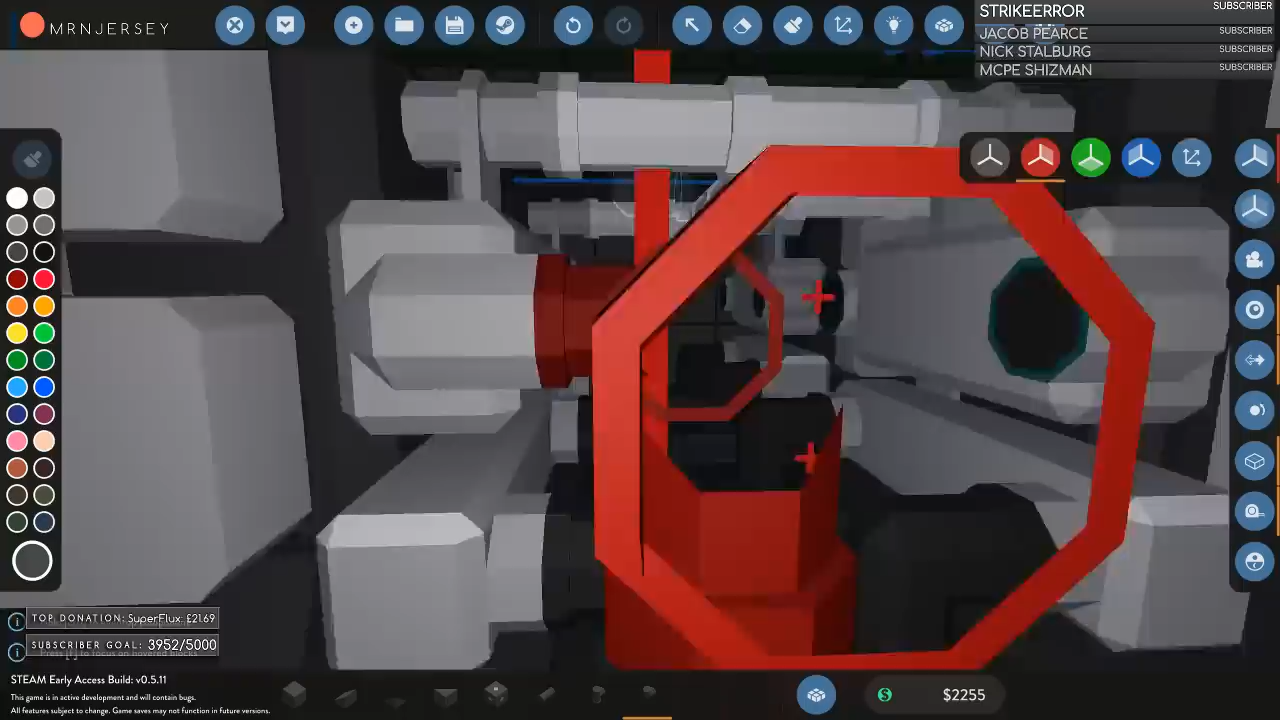 MRNJERSEY
STRIKEERROR SUBSCRIBER
JACOB PEARCE SUBSCRIBER
NICK STALBURG SUBSCRIBER
MCPE SHIZMAN SUBSCRIBER
TOP DONATION: SuperFlux: £21.69
SUBSCRIBER GOAL: 3952/5000
STEAM Early Access Build: v0.5.11
This game is in active development and will contain bugs.
All features subject to change. Game saves may not function in future versions.
$ $2255